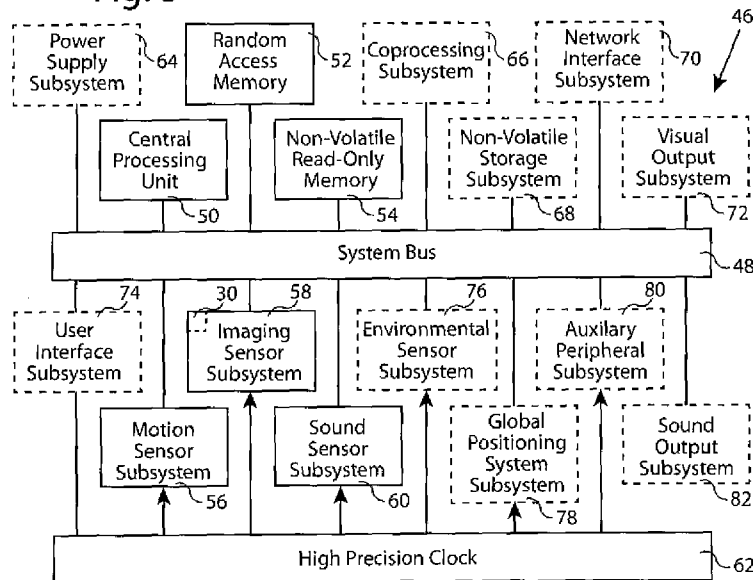 Power
Supply
Subsystem
64
Random
Access
Memory
52
Coprocessing
Subsystem
66
Network
Interface
Subsystem
70
46
Central
Processing
Unit
50
Non-Volatile
Read-Only
Memory
54
Non-Volatile
Storage
Subsystem
68
Visual
Output
Subsystem
72
System Bus
48
74
User
Interface
Subsystem
30
58
Imaging
Sensor
Subsystem
76
Environmental
Sensor
Subsystem
80
Auxilary
Peripheral
Subsystem
Motion
Sensor
Subsystem
56
Sound
Sensor
Subsystem
60
Global
Positioning
System
Subsystem
78
Sound
Output
Subsystem
82
High Precision Clock
62